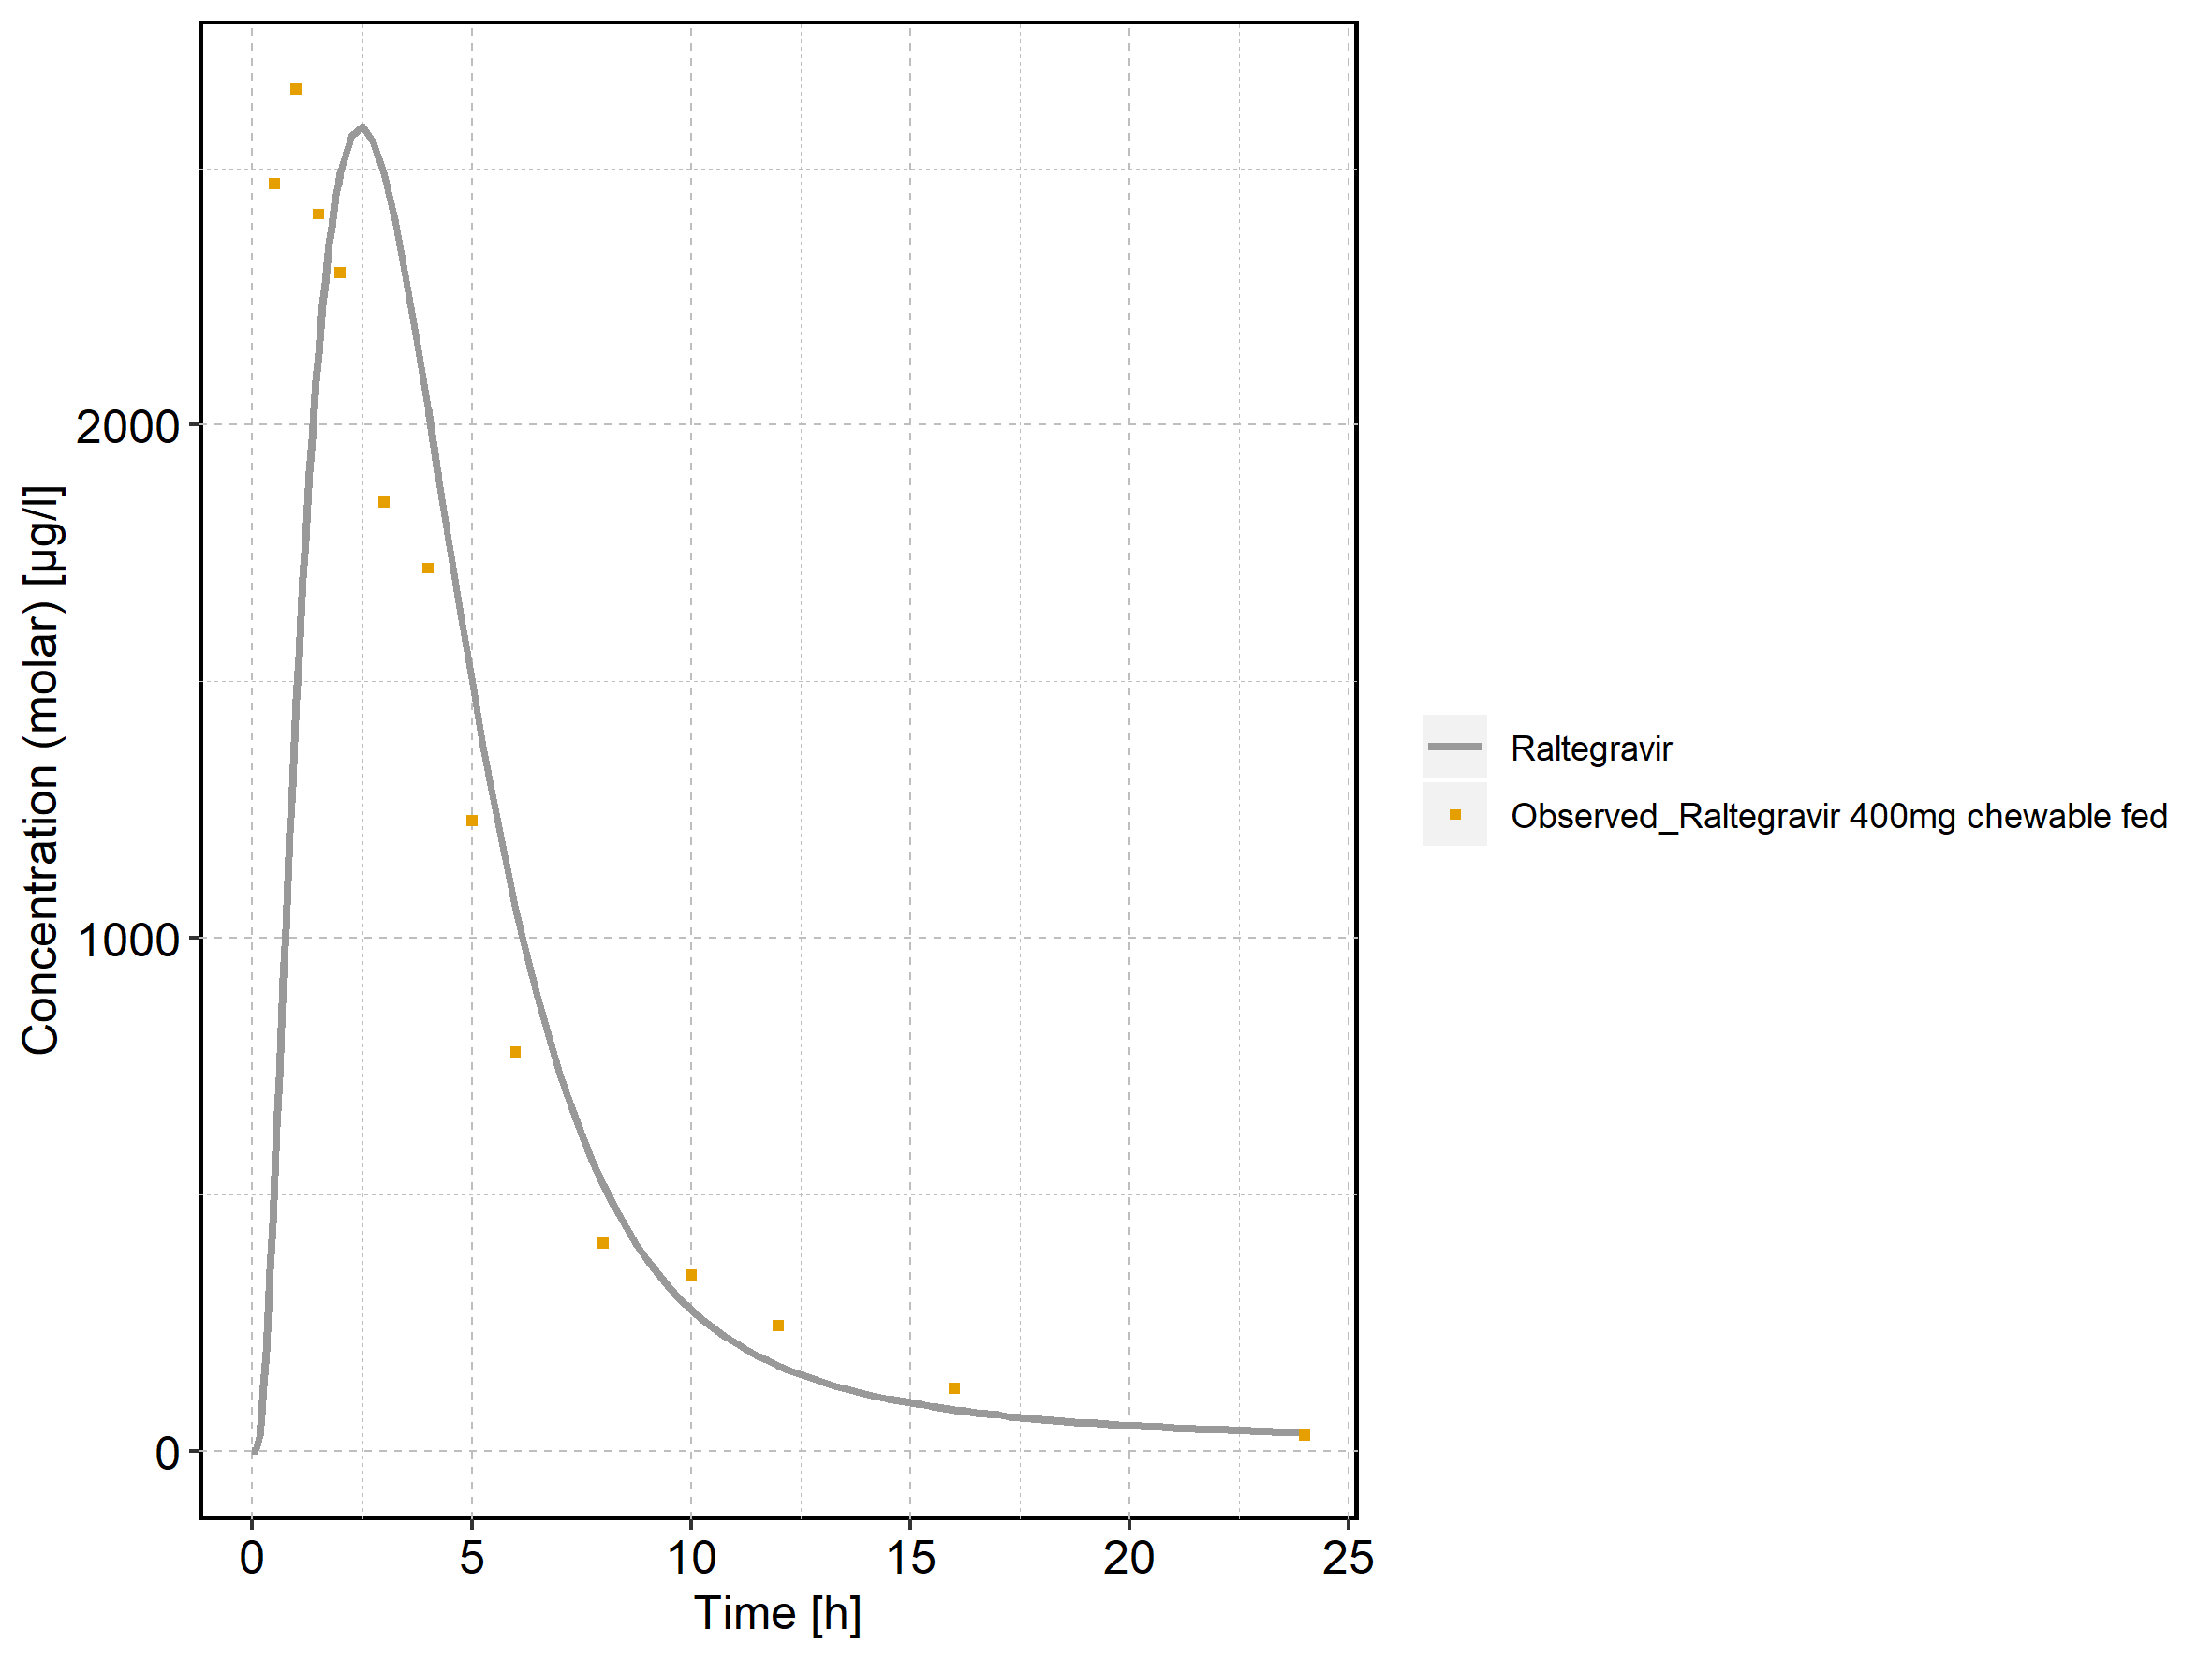 Concentration (molar) [µg/l]
2000
1000
0
0 5 10 15 20 25
Time [h]
Raltegravir
Observed_Raltegravir 400mg chewable fed